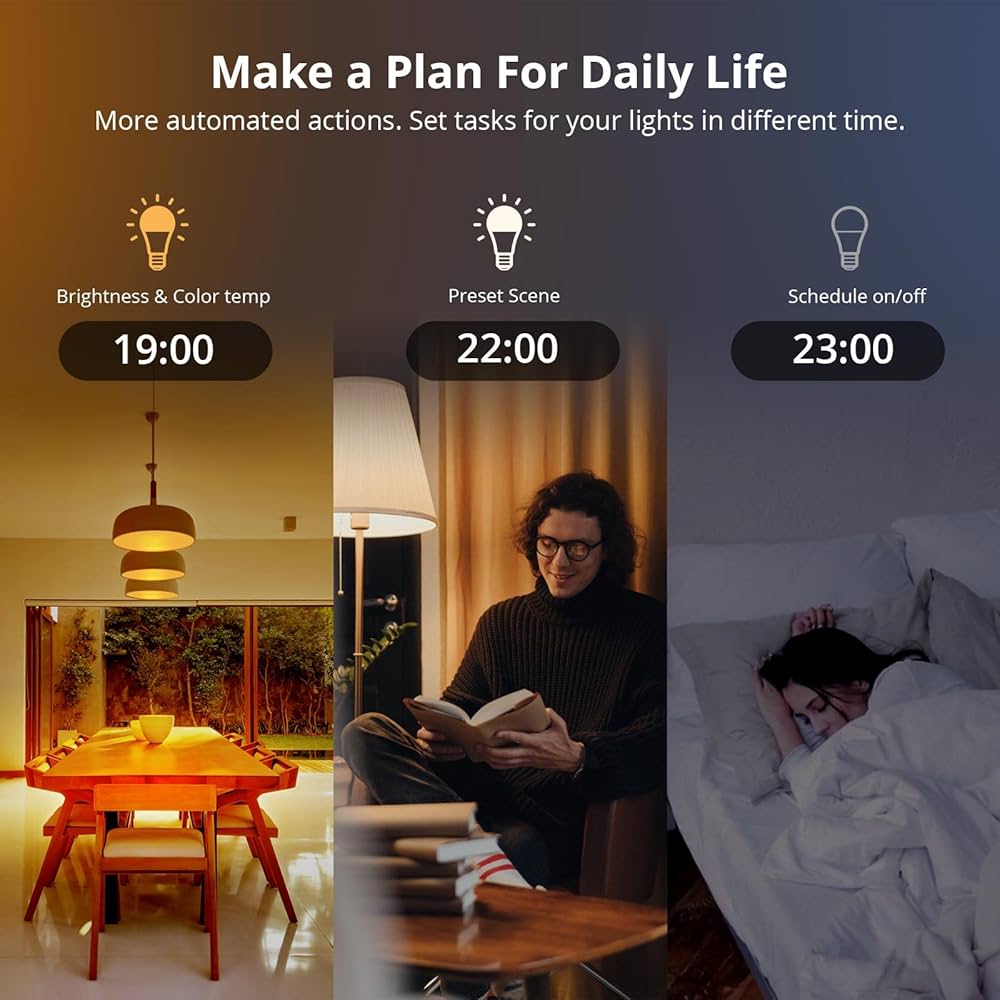 Make a Plan For Daily Life
More automated actions. Set tasks for your lights in different time.
Brightness & Color temp
Preset Scene
Schedule on/off
19:00
22:00
23:00